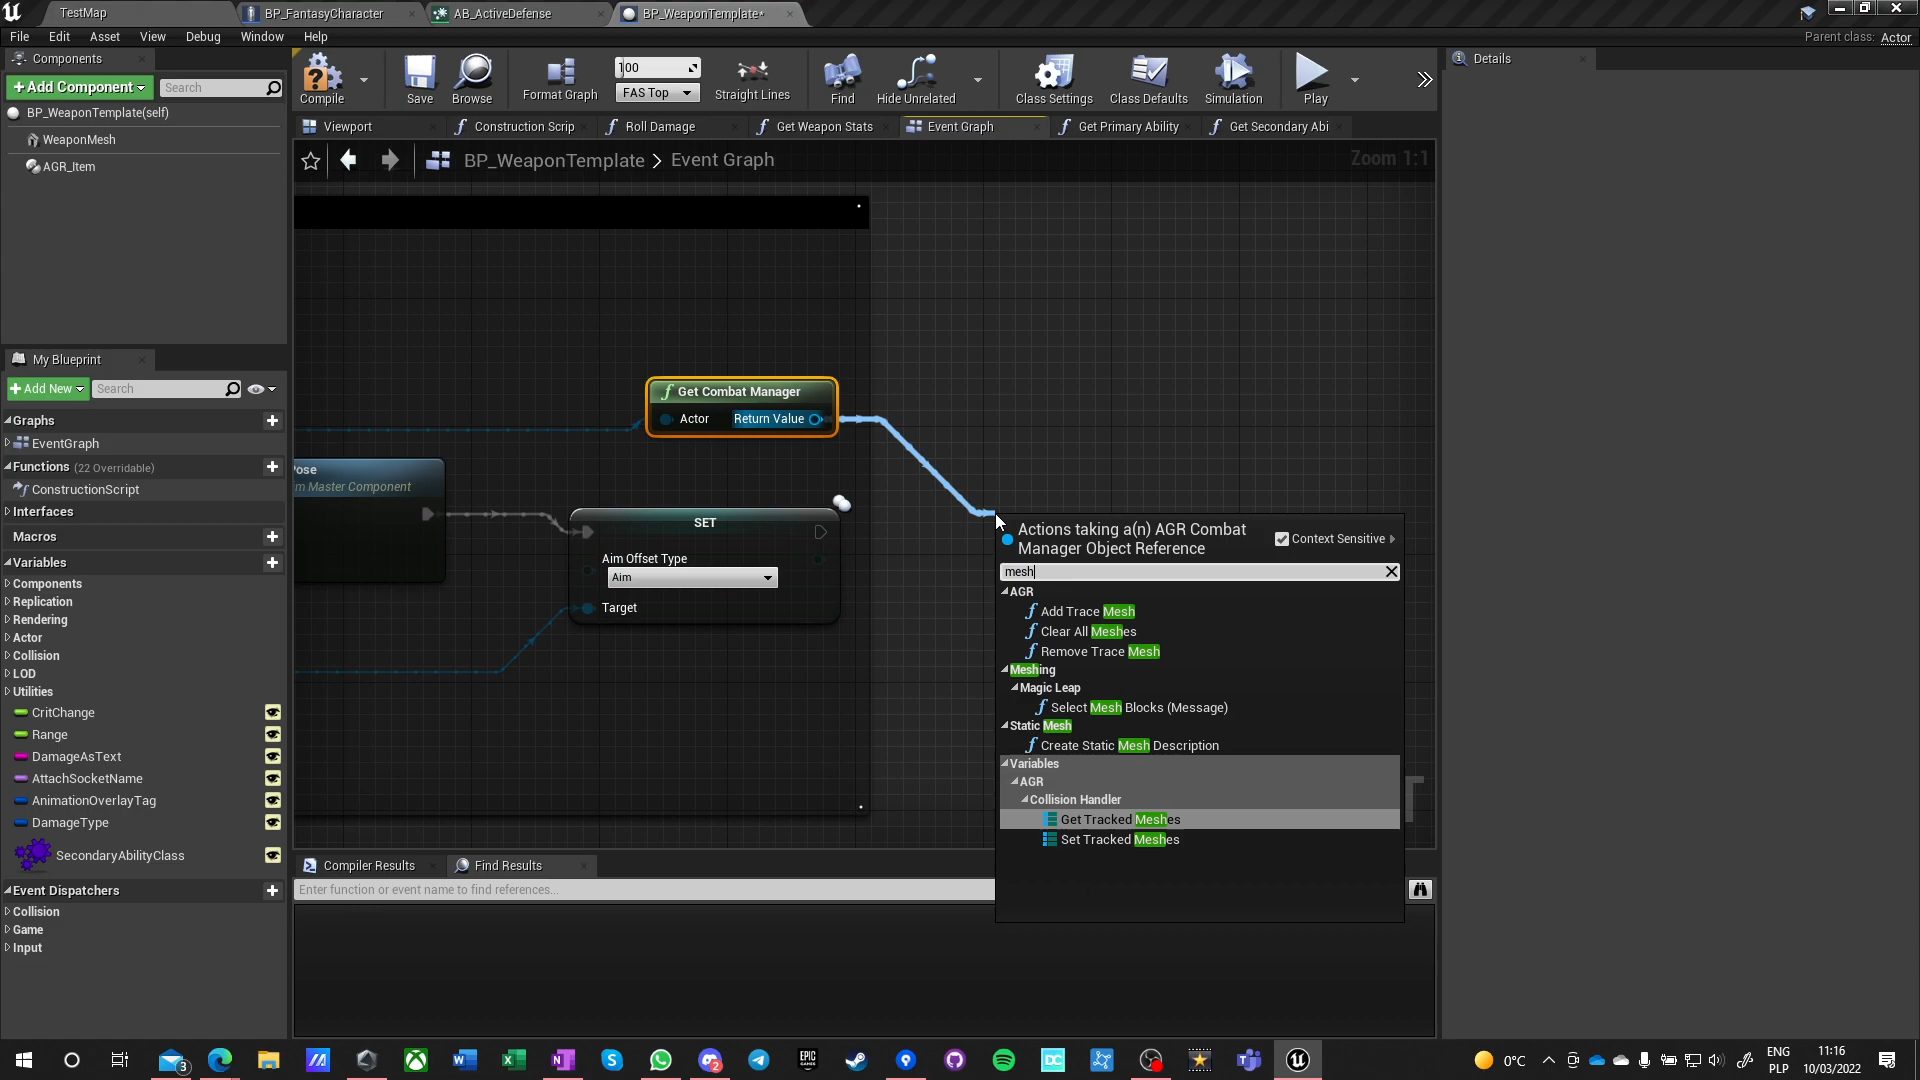 TestMap
BP_FantasyCharacter
AB_ActiveDefense
BP_WeaponTemplate*
File Edit Asset View Debug Window Help
Parent class: Actor
Components
+Add Component
Search
BP_WeaponTemplate(self)
WeaponMesh
AGR_Item
Compile
Save
Browse
Format Graph
100
FAS Top
Straight Lines
Find
Hide Unrelated
Class Settings
Class Defaults
Simulation
Play
Details
Viewport
Construction Scrip
Roll Damage
Get Weapon Stats
Event Graph
Get Primary Ability
Get Secondary Abi
BP_WeaponTemplate > Event Graph
Zoom 1:1
My Blueprint
+Add New
Search
Graphs
EventGraph
Functions (22 Overridable)
ConstructionScript
Interfaces
Macros
Variables
Components
Replication
Rendering
Actor
Collision
LOD
Utilities
CritChange
Range
DamageAsText
AttachSocketName
AnimationOverlayTag
DamageType
SecondaryAbilityClass
Event Dispatchers
Collision
Game
Input
Get Combat Manager
Actor
Return Value
Pose
m Master Component
SET
Aim Offset Type
Aim
Target
Actions taking a(n) AGR Combat
Manager Object Reference
Context Sensitive
mesh
AGR
Add Trace Mesh
Clear All Meshes
Remove Trace Mesh
Meshing
Magic Leap
Select Mesh Blocks (Message)
Static Mesh
Create Static Mesh Description
Variables
AGR
Collision Handler
Get Tracked Meshes
Set Tracked Meshes
Compiler Results
Find Results
Enter function or event name to find references...
3
2
DC
0°C
ENG
PLP
11:16
10/03/2022